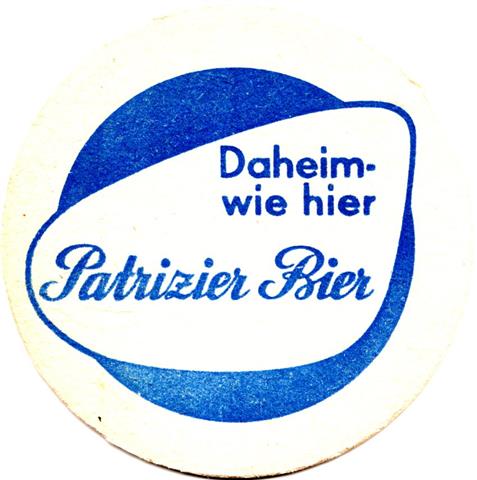 Daheim-
wie hier
Patrizier Bier